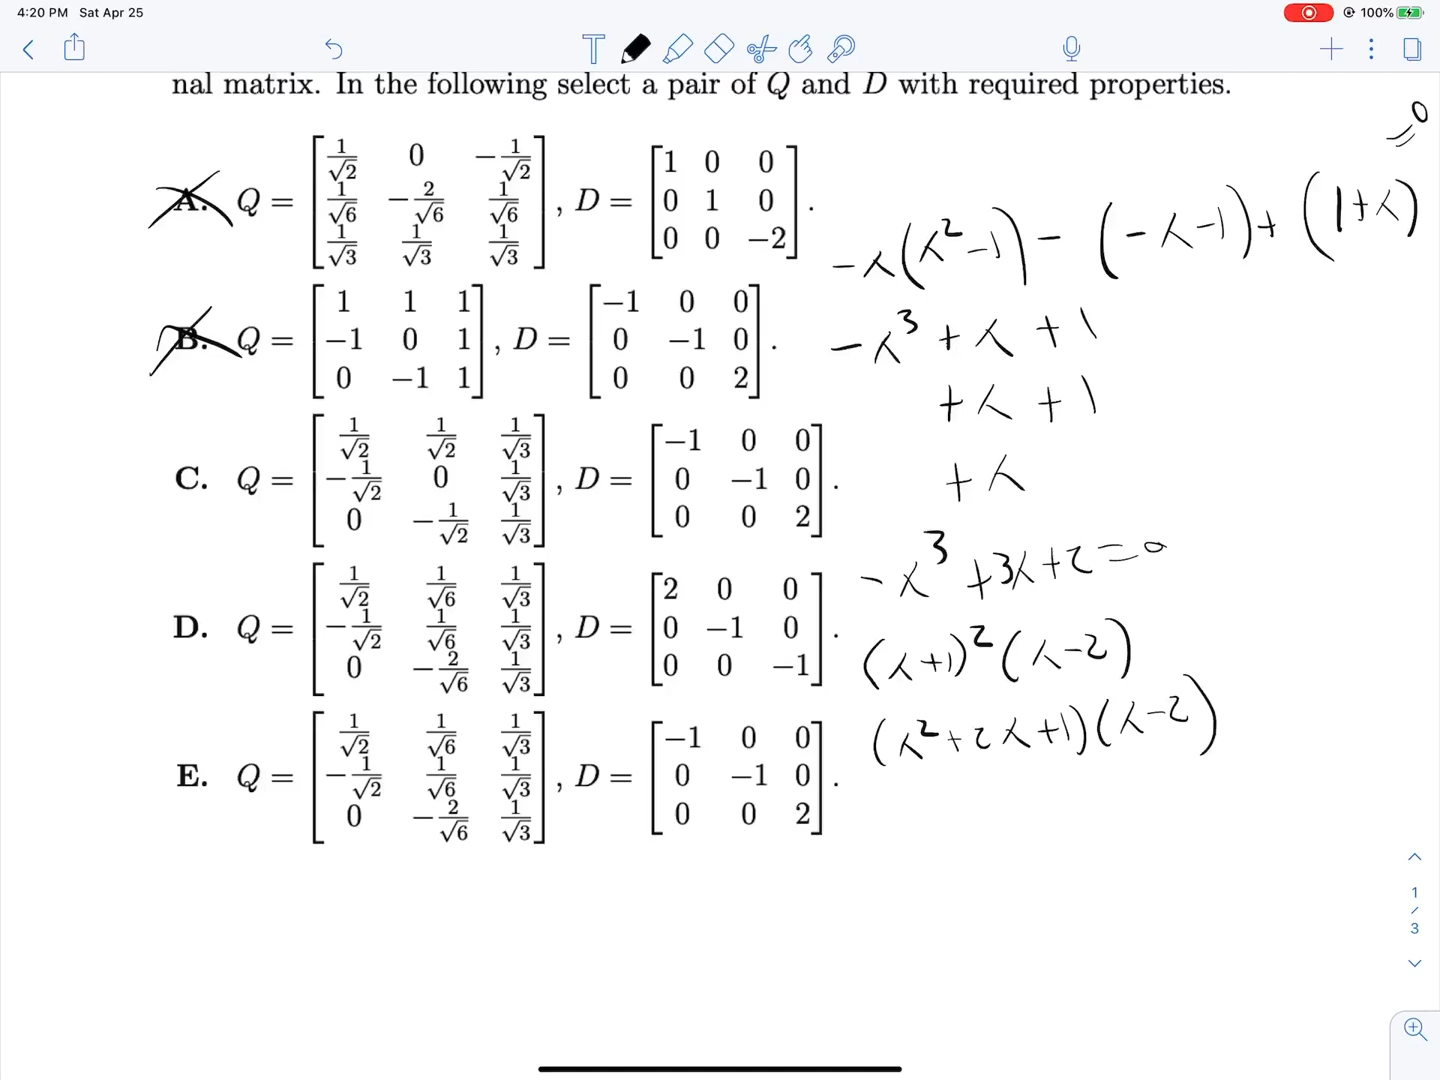 4:20 PM Sat Apr 25
100%
T
nal matrix. In the following select a pair of Q and D with required properties.
A. Q = [1/√2 0 −1/√2; 1/√6 −2/√6 1/√6; 1/√3 1/√3 1/√3], D = [1 0 0; 0 1 0; 0 0 −2].
B. Q = [1 1 1; −1 0 1; 0 −1 1], D = [−1 0 0; 0 −1 0; 0 0 2].
C. Q = [1/√2 1/√2 1/√3; −1/√2 0 1/√3; 0 −1/√2 1/√3], D = [−1 0 0; 0 −1 0; 0 0 2].
D. Q = [1/√2 1/√6 1/√3; −1/√2 1/√6 1/√3; 0 −2/√6 1/√3], D = [2 0 0; 0 −1 0; 0 0 −1].
E. Q = [1/√2 1/√6 1/√3; −1/√2 1/√6 1/√3; 0 −2/√6 1/√3], D = [−1 0 0; 0 −1 0; 0 0 2].
−λ(λ²−1) − (−λ−1) + (1+λ) = 0
−λ³ + λ + 1
+ λ + 1
+ λ
−λ³ + 3λ + 2 = 0
(λ+1)²(λ−2)
(λ²+2λ+1)(λ−2)
1
/
3